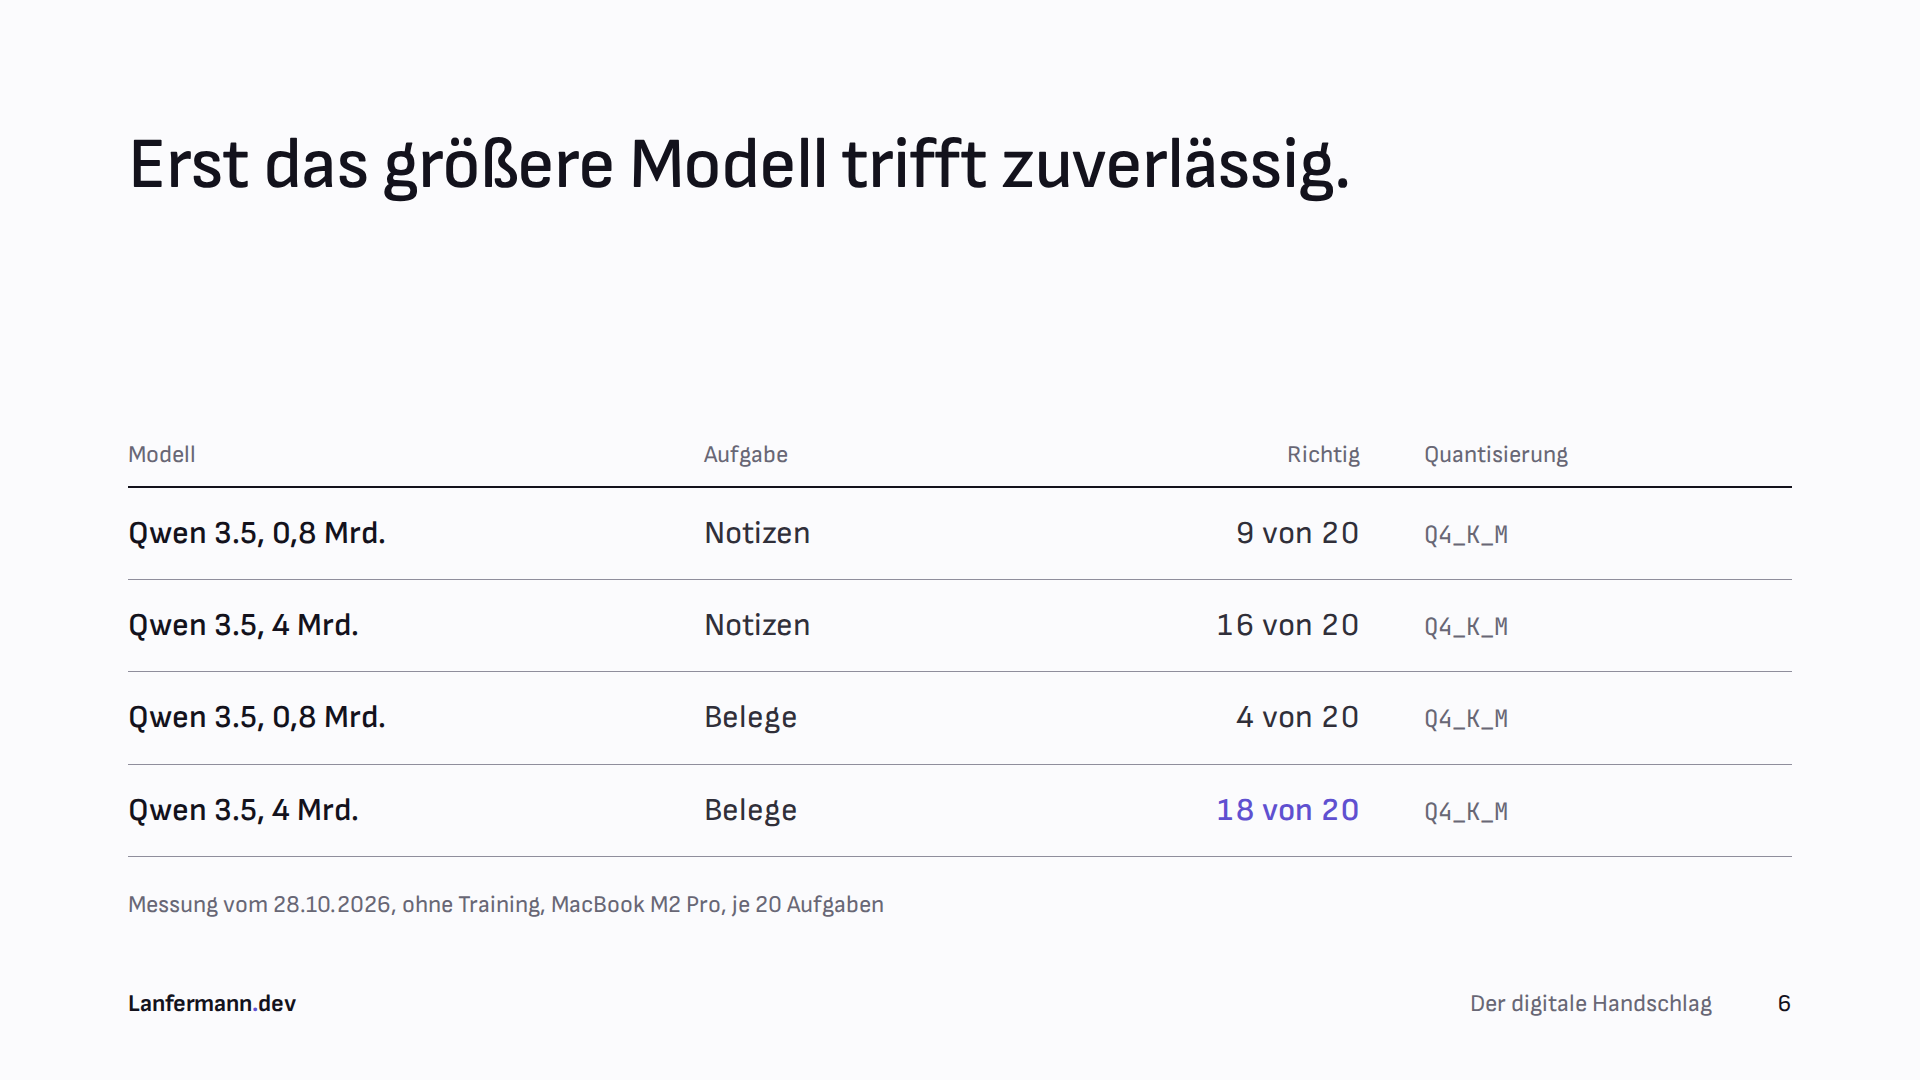 Erst das größere Modell trifft zuverlässig.
Modell Aufgabe Richtig Quantisierung
Qwen 3.5, 0,8 Mrd. Notizen 9 von 20 Q4_K_M
Qwen 3.5, 4 Mrd. Notizen 16 von 20 Q4_K_M
Qwen 3.5, 0,8 Mrd. Belege 4 von 20 Q4_K_M
Qwen 3.5, 4 Mrd. Belege 18 von 20 Q4_K_M
Messung vom 28.10.2026, ohne Training, MacBook M2 Pro, je 20 Aufgaben
Lanfermann.dev Der digitale Handschlag 6